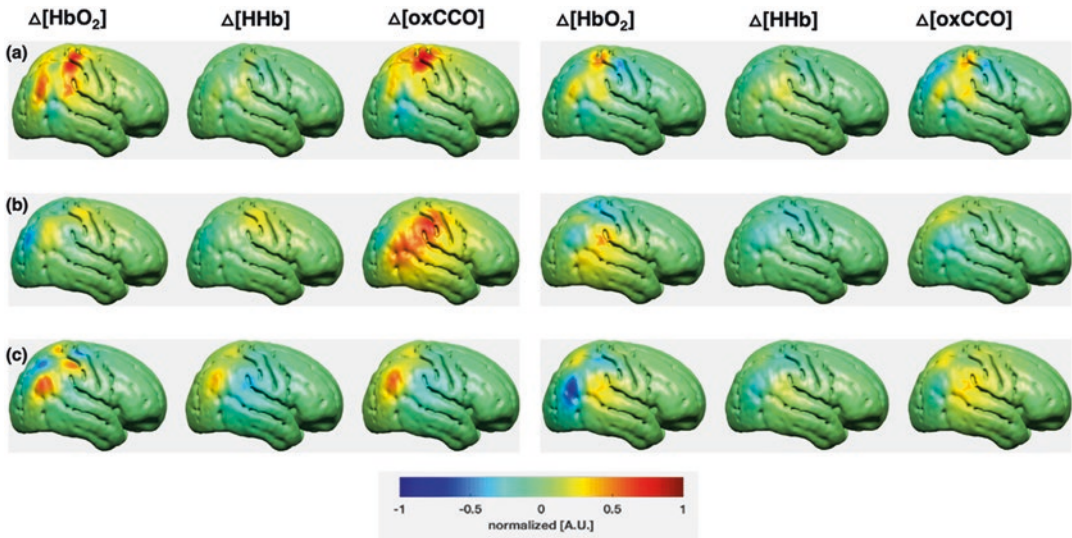 △[HbO₂] △[HHb] △[oxCCO] △[HbO₂] △[HHb] △[oxCCO]
(a)
(b)
(c)
-1 -0.5 0 0.5 1
normalized [A.U.]